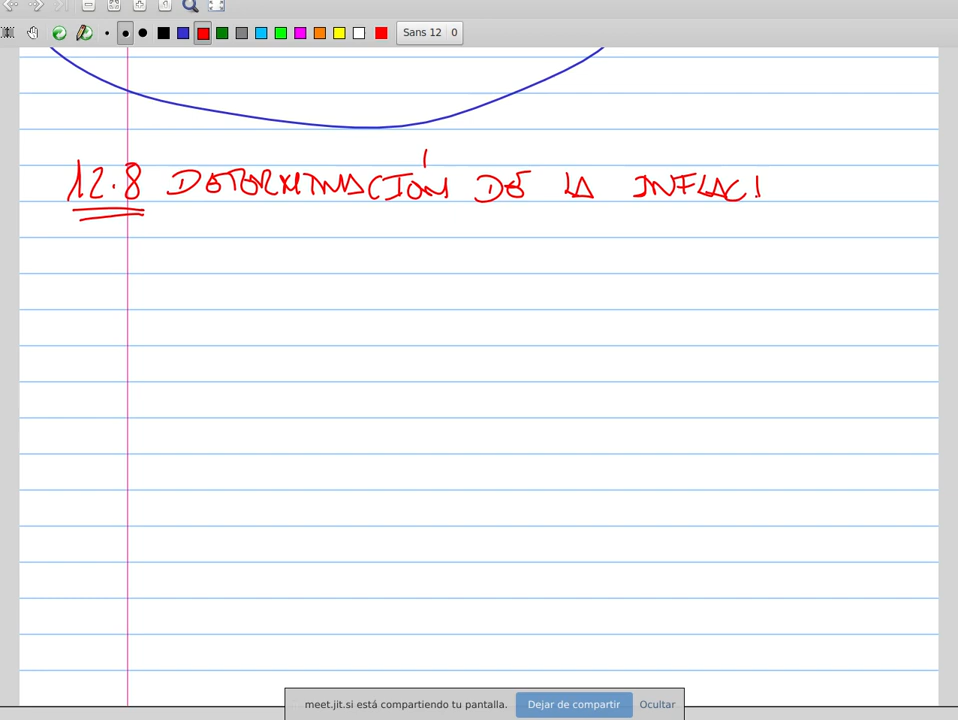 Sans 12 0
12.8 DETERMINACIÓN DE LA INFLACI
meet.jit.si está compartiendo tu pantalla. Dejar de compartir Ocultar